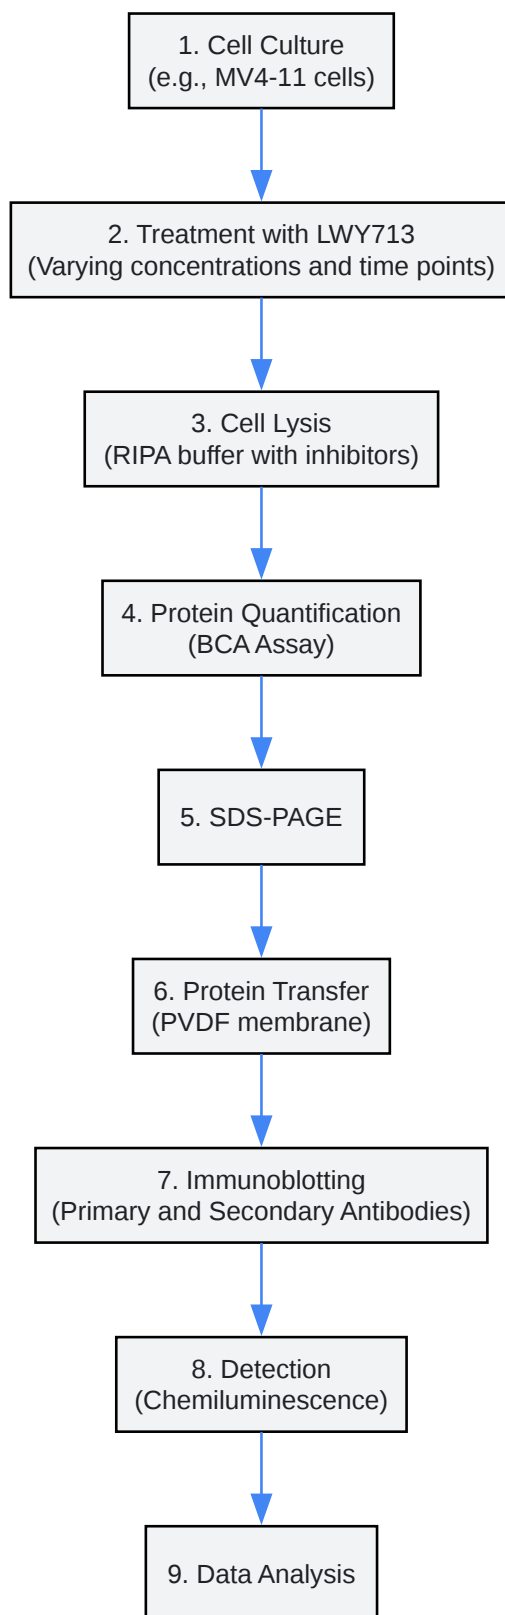 1. Cell Culture
(e.g., MV4-11 cells)
2. Treatment with LWY713
(Varying concentrations and time points)
3. Cell Lysis
(RIPA buffer with inhibitors)
4. Protein Quantification
(BCA Assay)
5. SDS-PAGE
6. Protein Transfer
(PVDF membrane)
7. Immunoblotting
(Primary and Secondary Antibodies)
8. Detection
(Chemiluminescence)
9. Data Analysis